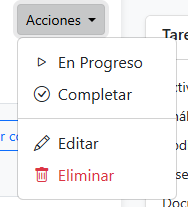 Acciones
En Progreso
Completar
Editar
Eliminar